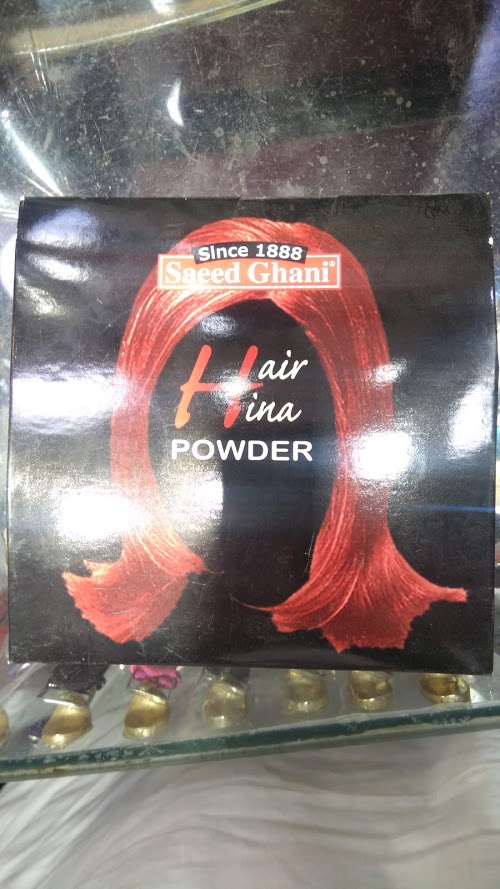 Since 1888
Saeed Ghani®
Hair
Hina
POWDER